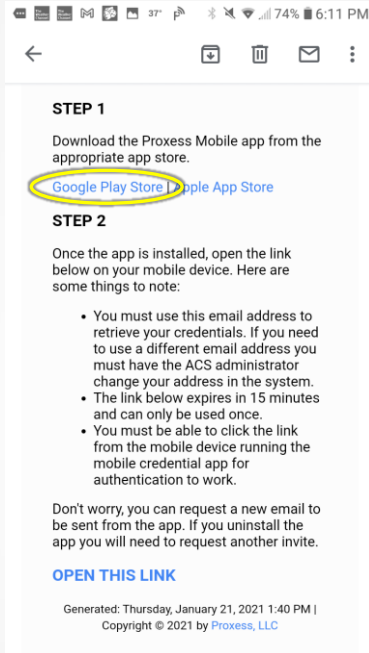 37° 74% 6:11 PM
STEP 1
Download the Proxess Mobile app from the
appropriate app store.
Google Play Store | Apple App Store
STEP 2
Once the app is installed, open the link
below on your mobile device. Here are
some things to note:
• You must use this email address to
retrieve your credentials. If you need
to use a different email address you
must have the ACS administrator
change your address in the system.
• The link below expires in 15 minutes
and can only be used once.
• You must be able to click the link
from the mobile device running the
mobile credential app for
authentication to work.
Don't worry, you can request a new email to
be sent from the app. If you uninstall the
app you will need to request another invite.
OPEN THIS LINK
Generated: Thursday, January 21, 2021 1:40 PM |
Copyright © 2021 by Proxess, LLC